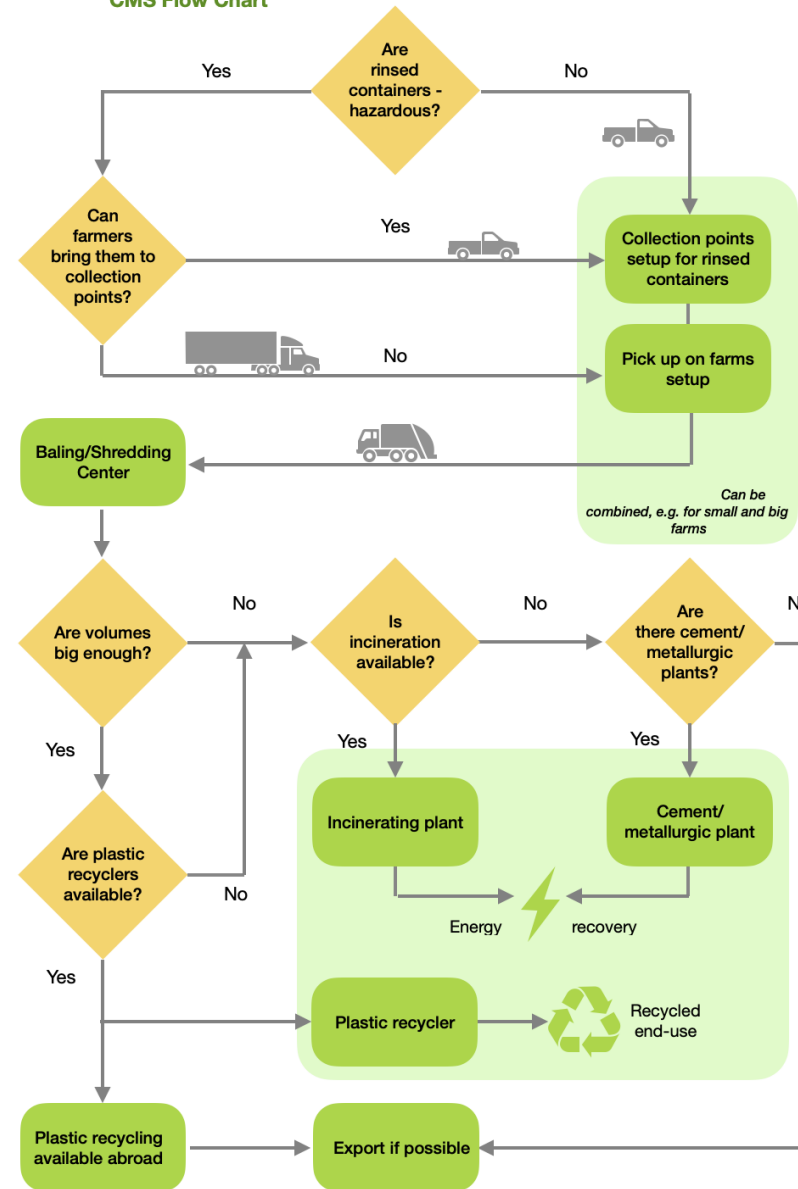 CMS Flow Chart
Are
rinsed
containers -
hazardous?
Yes
No
Can
farmers
bring them to
collection
points?
Yes
Collection points
setup for rinsed
containers
No
Pick up on farms
setup
Baling/Shredding
Center
Can be
combined, e.g. for small and big
farms
Are volumes
big enough?
No
Is
incineration
available?
No
Are
there cement/
metallurgic
plants?
Yes
Yes
Yes
Incinerating plant
Cement/
metallurgic plant
Are plastic
recyclers
available?
No
Energy
recovery
Yes
Plastic recycler
Recycled
end-use
Plastic recycling
available abroad
Export if possible